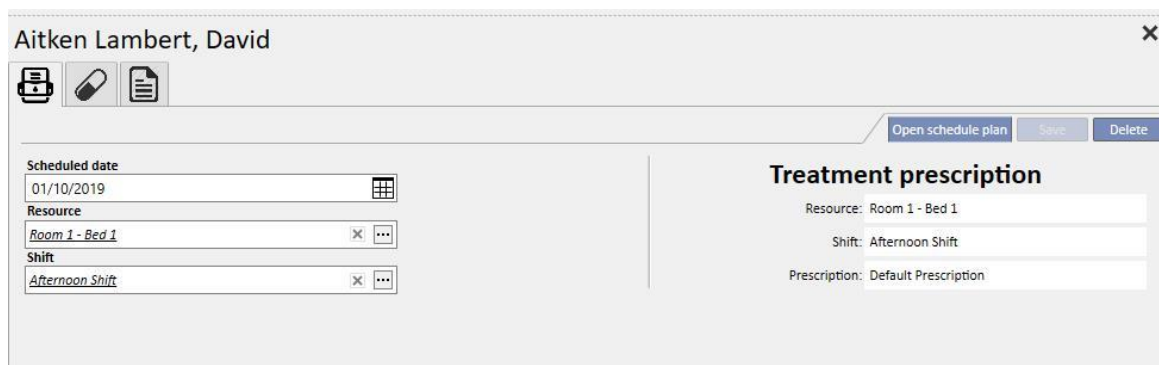 Aitken Lambert, David
Open schedule plan Save Delete
Scheduled date
01/10/2019
Resource
Room 1 - Bed 1
Shift
Afternoon Shift
Treatment prescription
Resource: Room 1 - Bed 1
Shift: Afternoon Shift
Prescription: Default Prescription